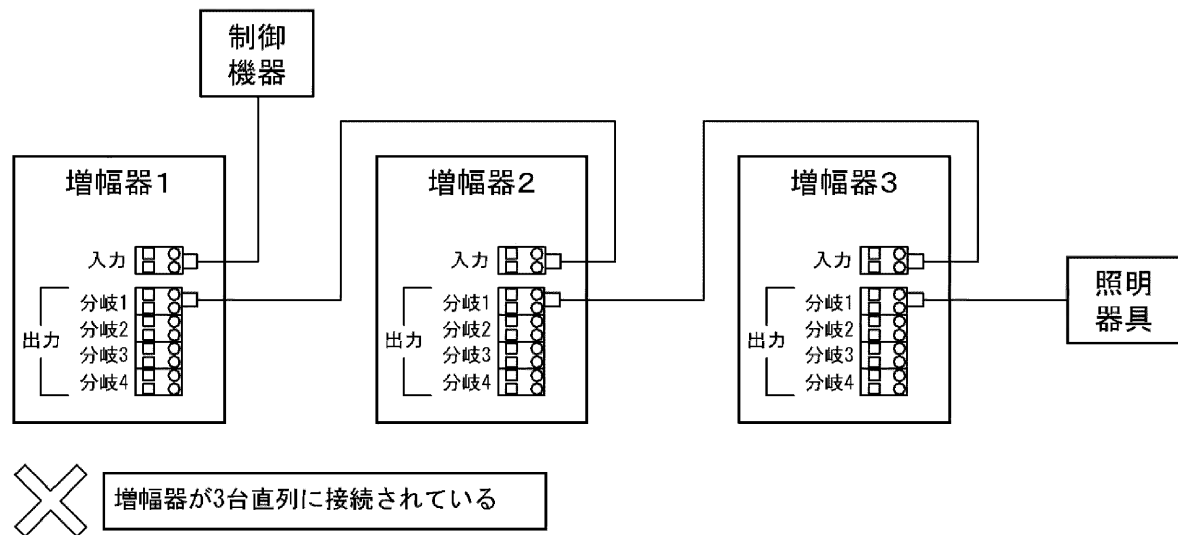 制御
機器
増幅器1
入力
出力
分岐1
分岐2
分岐3
分岐4
増幅器2
入力
出力
分岐1
分岐2
分岐3
分岐4
増幅器3
入力
出力
分岐1
分岐2
分岐3
分岐4
照明
器具
増幅器が3台直列に接続されている